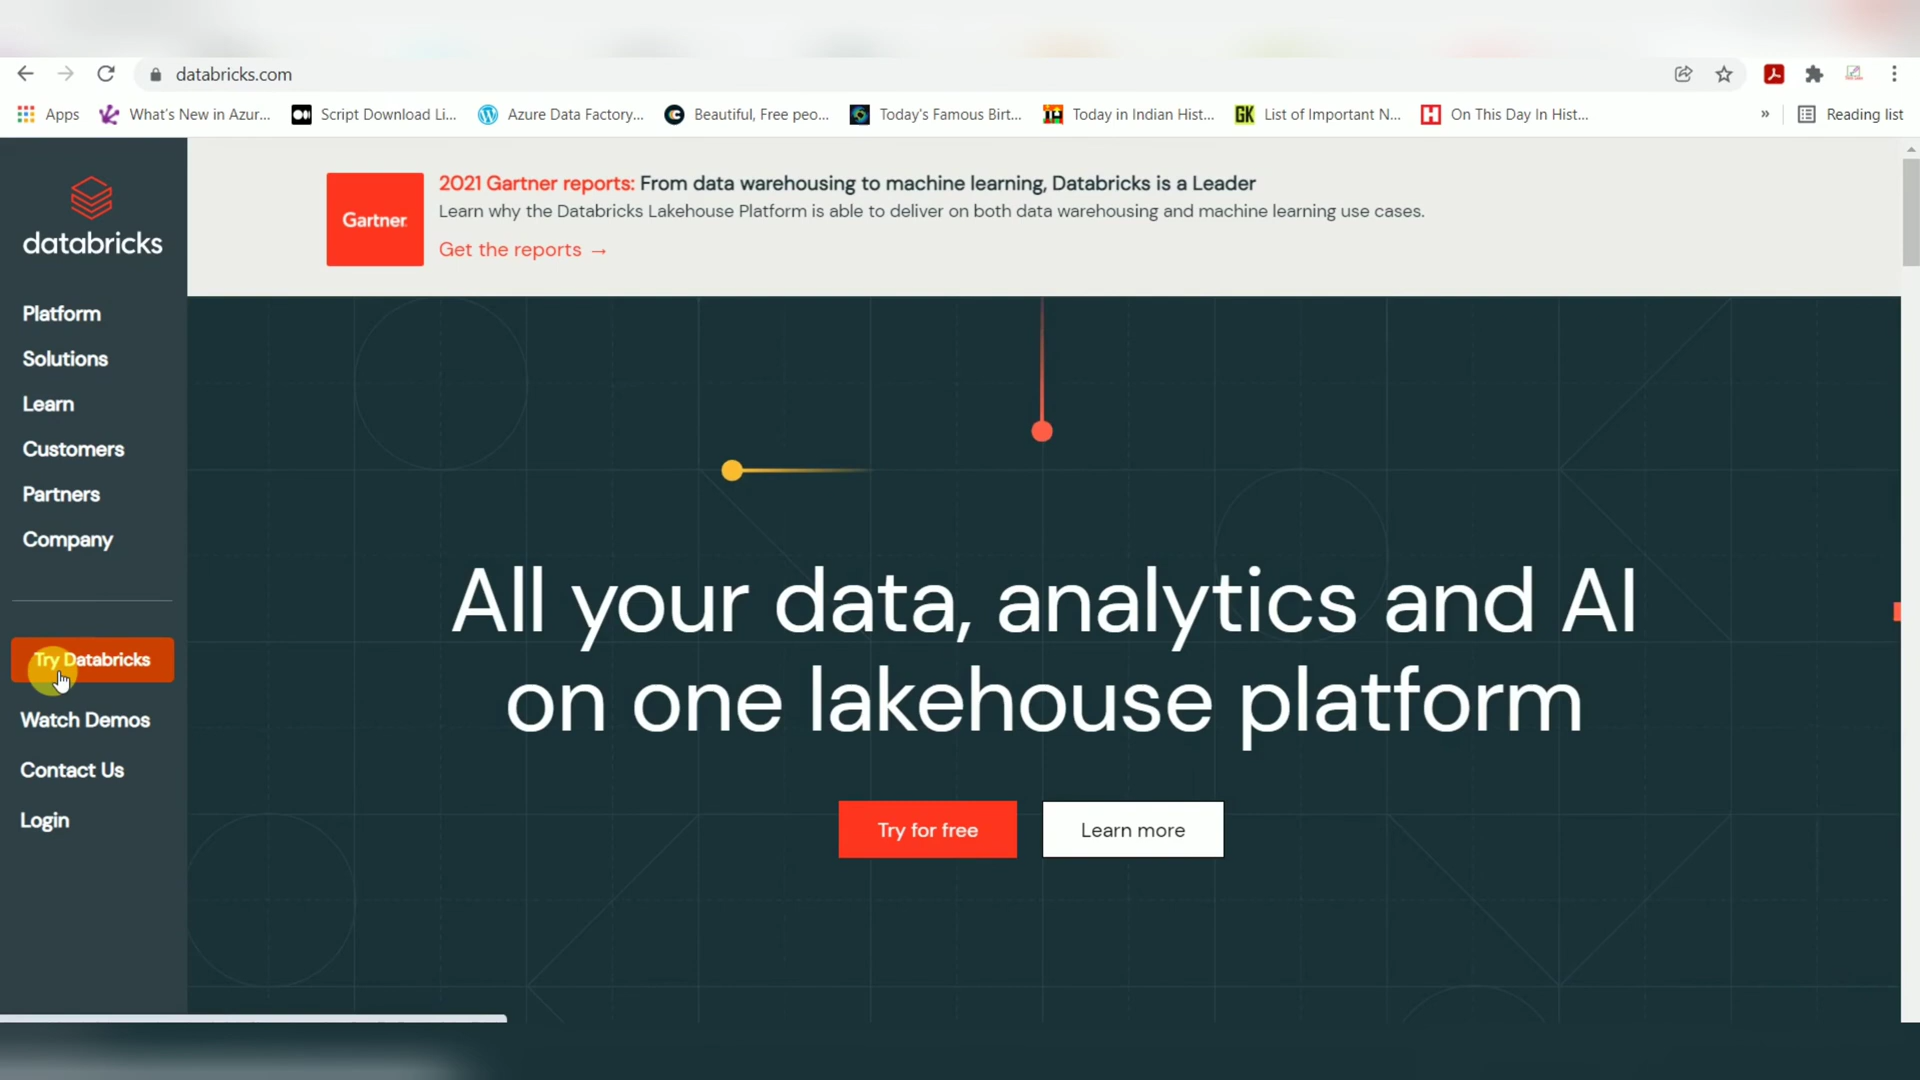 databricks.com
Apps
What's New in Azur...
Script Download Li...
Azure Data Factory...
Beautiful, Free peo...
Today's Famous Birt...
Today in Indian Hist...
GK
List of Important N...
H
On This Day In Hist...
»
Reading list
databricks
Platform
Solutions
Learn
Customers
Partners
Company
Try Databricks
Watch Demos
Contact Us
Login
Gartner
2021 Gartner reports: From data warehousing to machine learning, Databricks is a Leader
Learn why the Databricks Lakehouse Platform is able to deliver on both data warehousing and machine learning use cases.
Get the reports →
All your data, analytics and AI
on one lakehouse platform
Try for free
Learn more